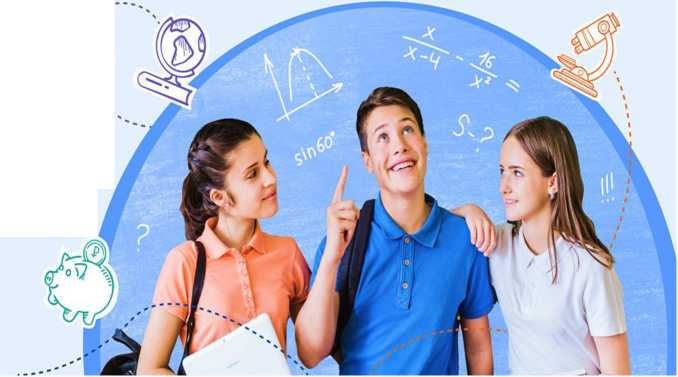 x/(x-4) - 16/x² =
sin60°
S-?
?
!!!
₽